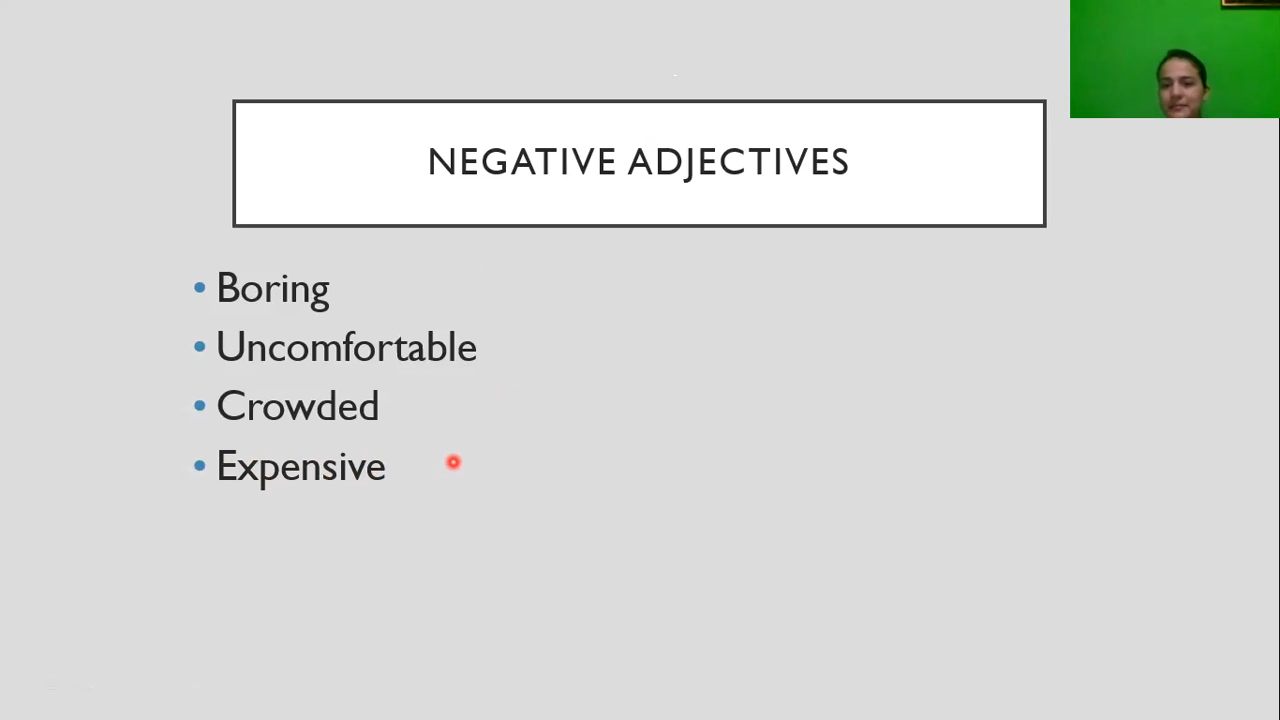 NEGATIVE ADJECTIVES
• Boring
• Uncomfortable
• Crowded
• Expensive